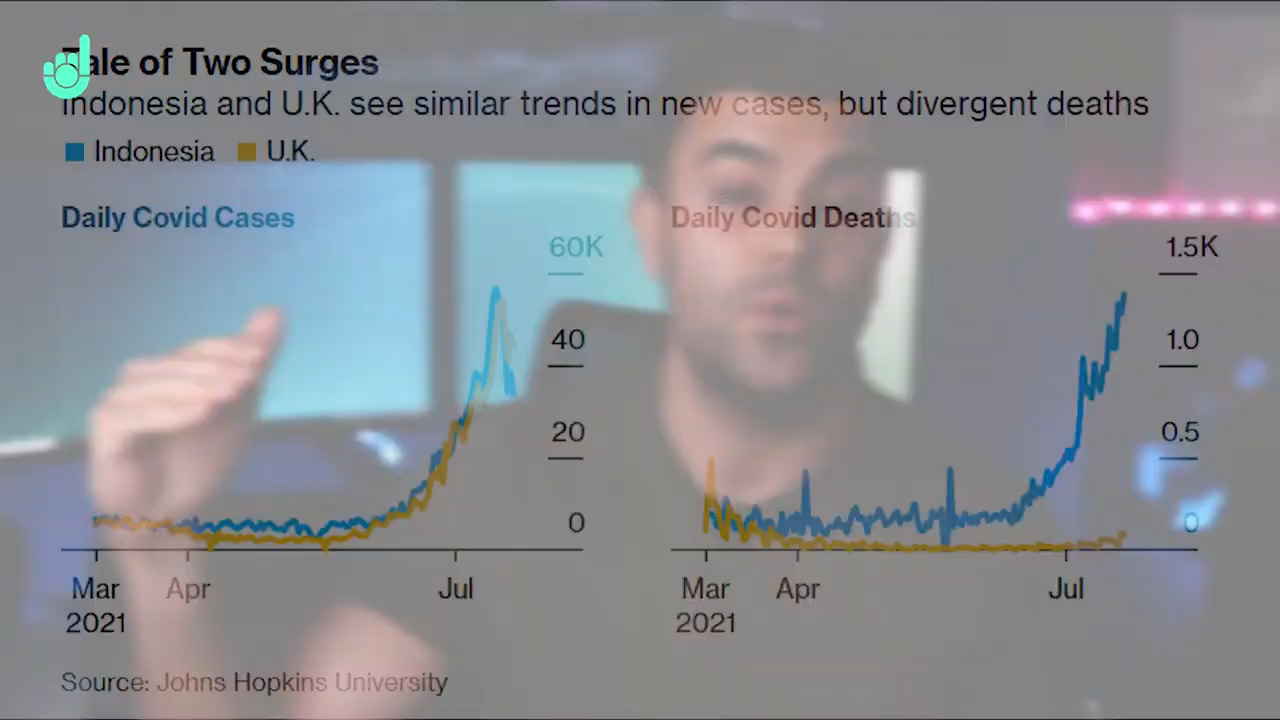 Tale of Two Surges
Indonesia and U.K. see similar trends in new cases, but divergent deaths
Indonesia U.K.
Daily Covid Cases
60K
40
20
0
Mar Apr Jul
2021
Daily Covid Deaths
1.5K
1.0
0.5
0
Mar Apr Jul
2021
Source: Johns Hopkins University